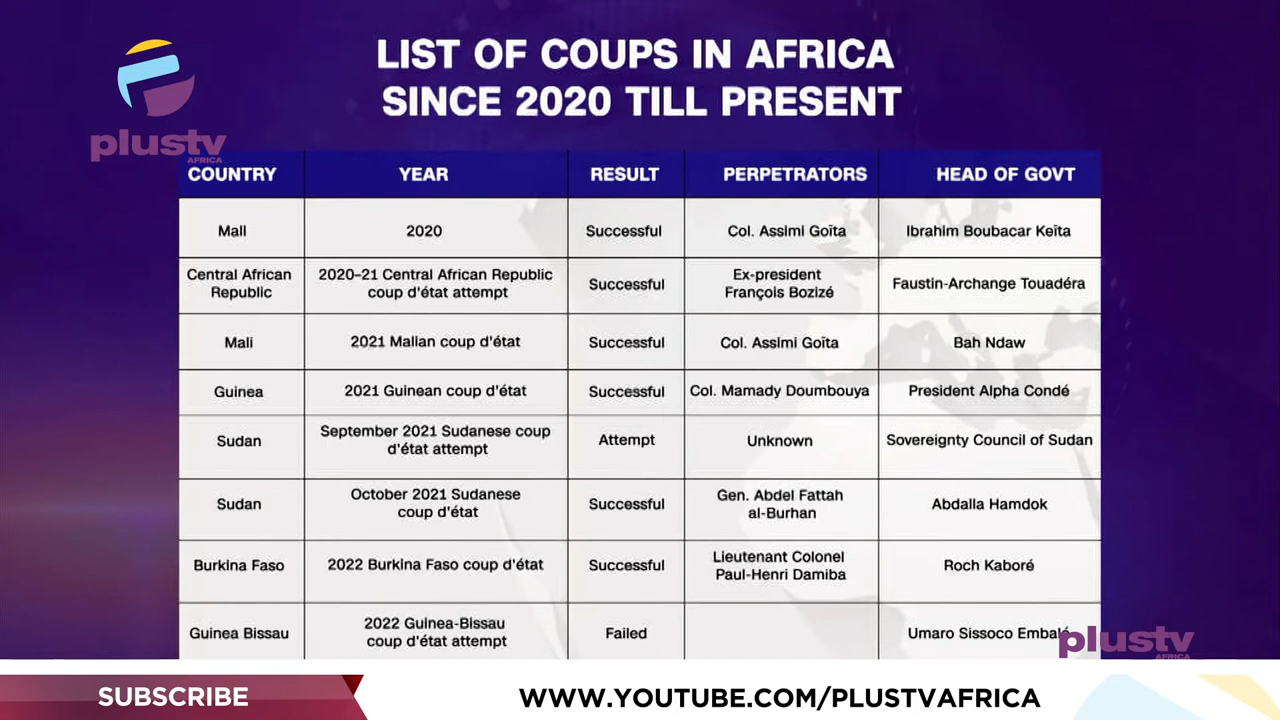 LIST OF COUPS IN AFRICA
SINCE 2020 TILL PRESENT
plustv
AFRICA
COUNTRY YEAR RESULT PERPETRATORS HEAD OF GOVT
Mali 2020 Successful Col. Assimi Goïta Ibrahim Boubacar Keïta
Central African
Republic
2020–21 Central African Republic
coup d'état attempt
Successful
Ex-president
François Bozizé
Faustin-Archange Touadéra
Mali 2021 Malian coup d'état Successful Col. Assimi Goïta Bah Ndaw
Guinea 2021 Guinean coup d'état Successful Col. Mamady Doumbouya President Alpha Condé
Sudan
September 2021 Sudanese coup
d'état attempt
Attempt
Unknown
Sovereignty Council of Sudan
Sudan
October 2021 Sudanese
coup d'état
Successful
Gen. Abdel Fattah
al-Burhan
Abdalla Hamdok
Burkina Faso
2022 Burkina Faso coup d'état
Successful
Lieutenant Colonel
Paul-Henri Damiba
Roch Kaboré
Guinea Bissau
2022 Guinea-Bissau
coup d'état attempt
Failed
Umaro Sissoco Embaló
plustv
AFRICA
SUBSCRIBE
WWW.YOUTUBE.COM/PLUSTVAFRICA